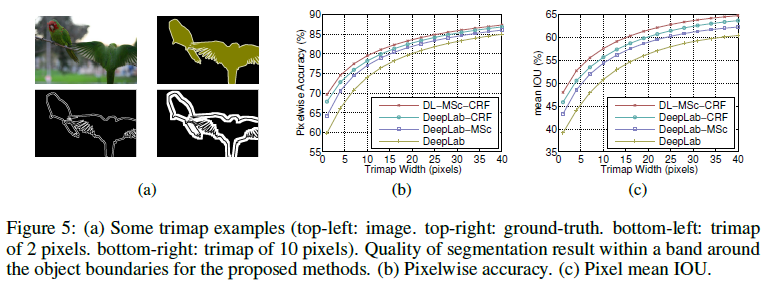 90
85
80
75
70
65
60
55
Pixelwise Accuracy (%)
DL−MSc−CRF
DeepLab−CRF
DeepLab−MSc
DeepLab
0 5 10 15 20 25 30 35 40
Trimap Width (pixels)
65
60
55
50
45
40
35
mean IOU (%)
DL−MSc−CRF
DeepLab−CRF
DeepLab−MSc
DeepLab
0 5 10 15 20 25 30 35 40
Trimap Width (pixels)
(a) (b) (c)
Figure 5: (a) Some trimap examples (top-left: image. top-right: ground-truth. bottom-left: trimap
of 2 pixels. bottom-right: trimap of 10 pixels). Quality of segmentation result within a band around
the object boundaries for the proposed methods. (b) Pixelwise accuracy. (c) Pixel mean IOU.